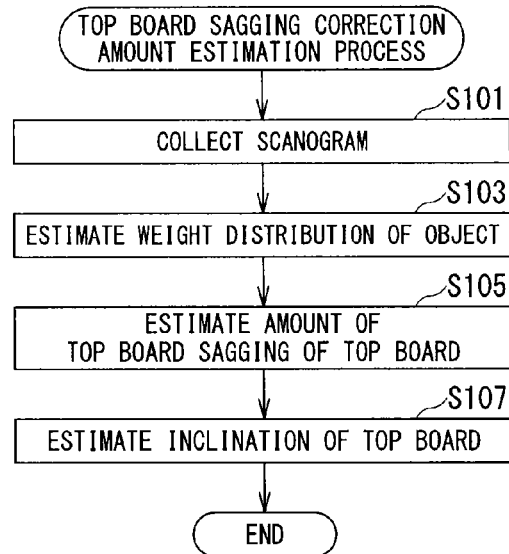 TOP BOARD SAGGING CORRECTION
AMOUNT ESTIMATION PROCESS
S101
COLLECT SCANOGRAM
S103
ESTIMATE WEIGHT DISTRIBUTION OF OBJECT
S105
ESTIMATE AMOUNT OF
TOP BOARD SAGGING OF TOP BOARD
S107
ESTIMATE INCLINATION OF TOP BOARD
END